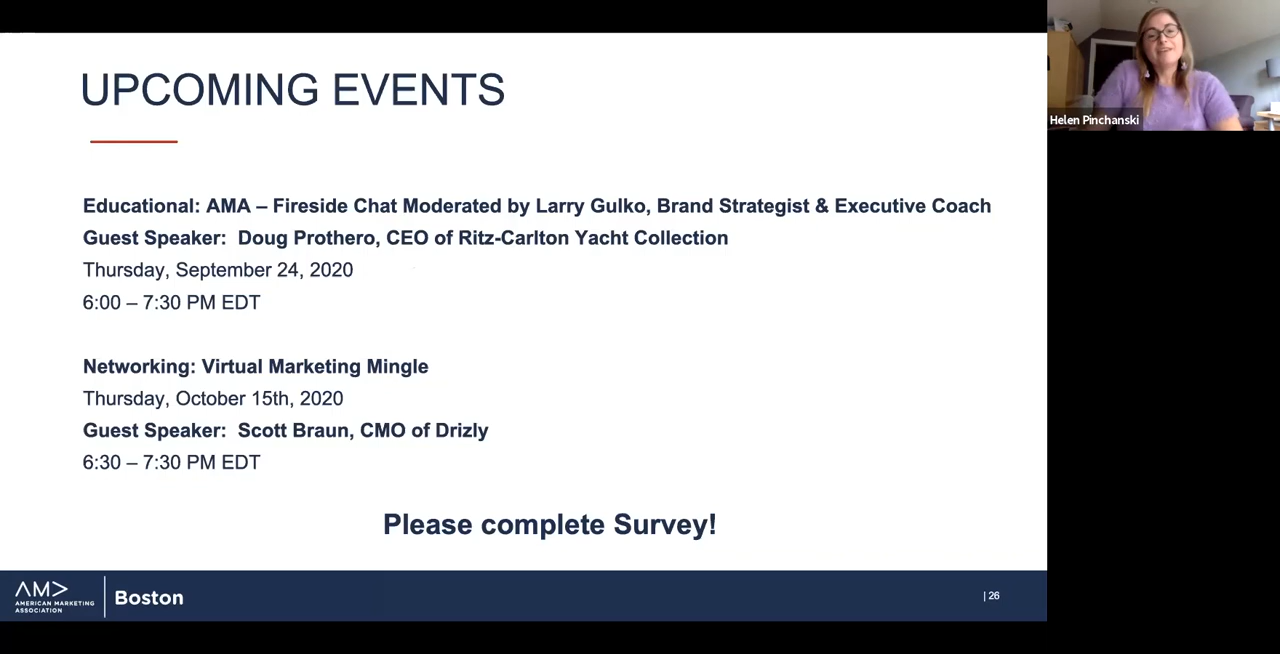 UPCOMING EVENTS
Helen Pinchanski
Educational: AMA – Fireside Chat Moderated by Larry Gulko, Brand Strategist & Executive Coach
Guest Speaker:  Doug Prothero, CEO of Ritz-Carlton Yacht Collection
Thursday, September 24, 2020
6:00 – 7:30 PM EDT
Networking: Virtual Marketing Mingle
Thursday, October 15th, 2020
Guest Speaker:  Scott Braun, CMO of Drizly
6:30 – 7:30 PM EDT
Please complete Survey!
AMA
AMERICAN MARKETING
ASSOCIATION
Boston
| 26